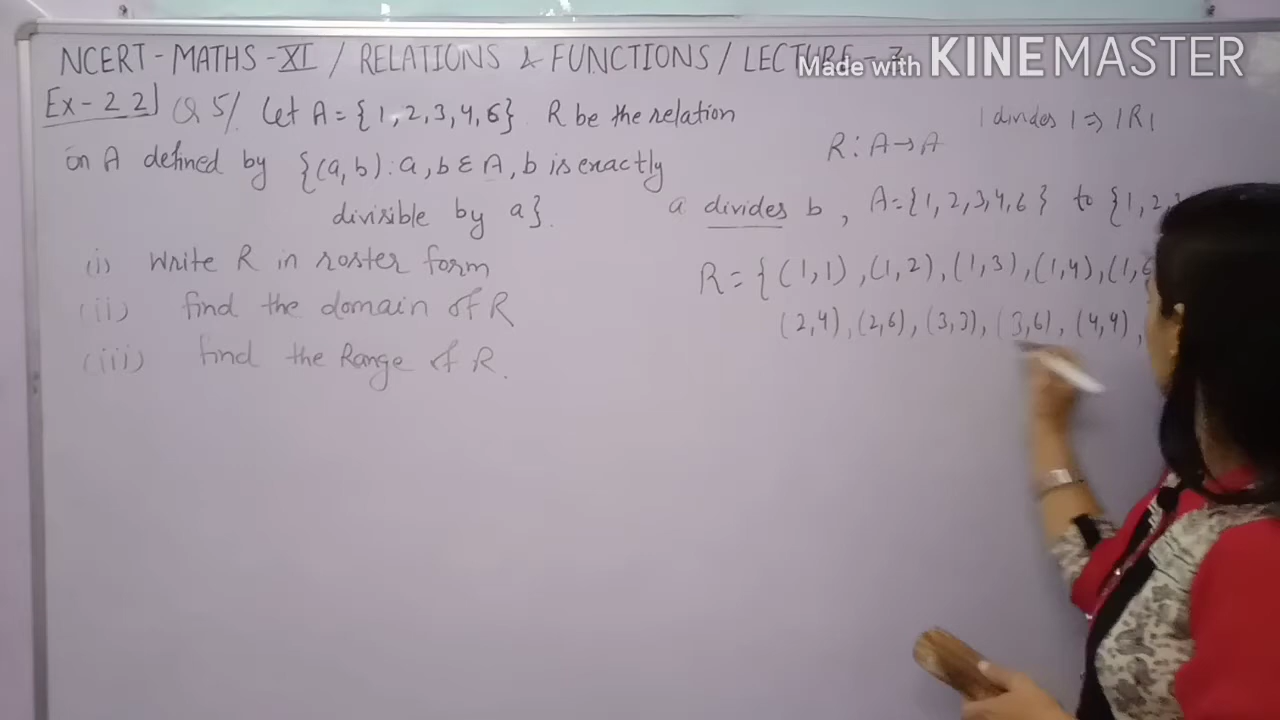 NCERT - MATHS - XI / RELATIONS & FUNCTIONS / LECTURE - 
Made with KINEMASTER
Ex - 2.2] Q 5/. Let A = {1, 2, 3, 4, 6} R be the relation
on A defined by {(a, b) : a, b ε A, b is exactly
divisible by a}.
(i) Write R in roster form
(ii) find the domain of R
(iii) find the Range of R.
1 divides 1 => 1R1
R : A → A
a divides b, A = {1, 2, 3, 4, 6} to {1, 2,
R = { (1,1), (1,2), (1,3), (1,4), (1,6
(2,4), (2,6), (3,3), (3,6), (4,4),